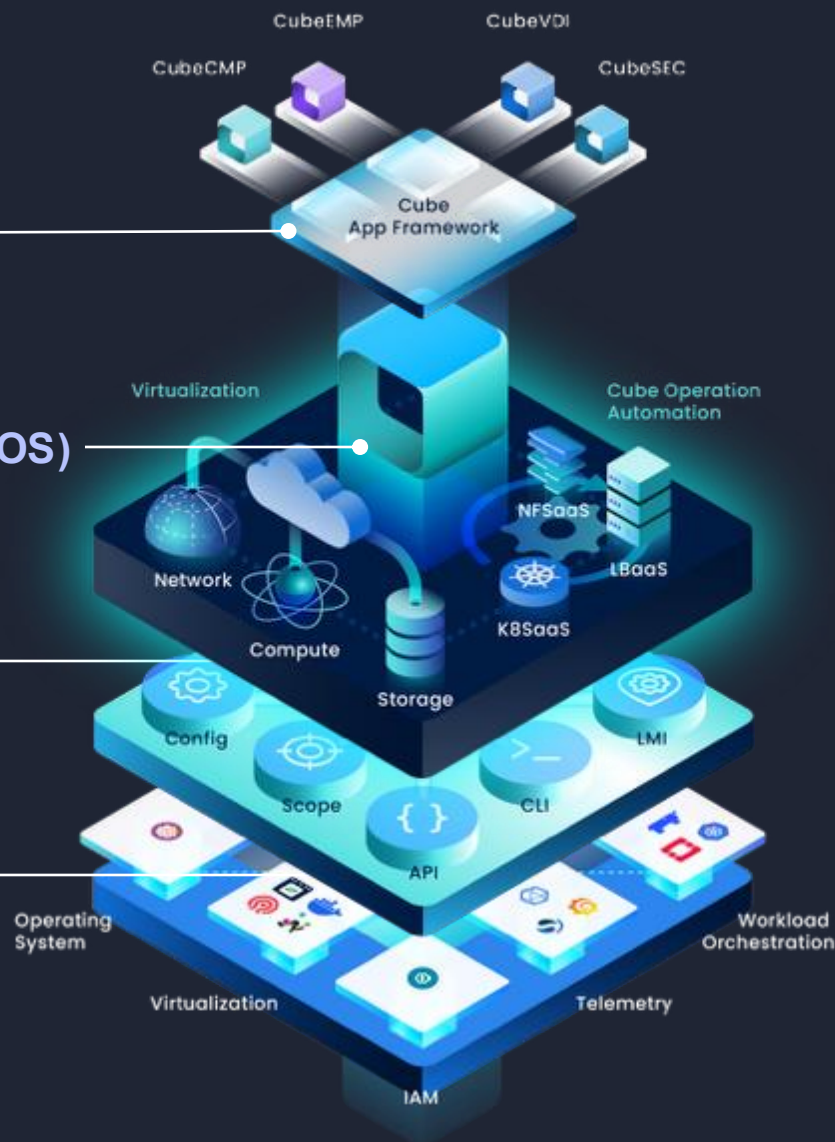 CubeEMP
CubeVDI
CubeCMP
CubeSEC
Cube
App Framework
Virtualization
Cube Operation
Automation
OS)
NFSaaS
LBaaS
Network
K8SaaS
Compute
Storage
Config
LMI
Scope
CLI
{ }
API
Operating
System
Workload
Orchestration
Virtualization
Telemetry
IAM